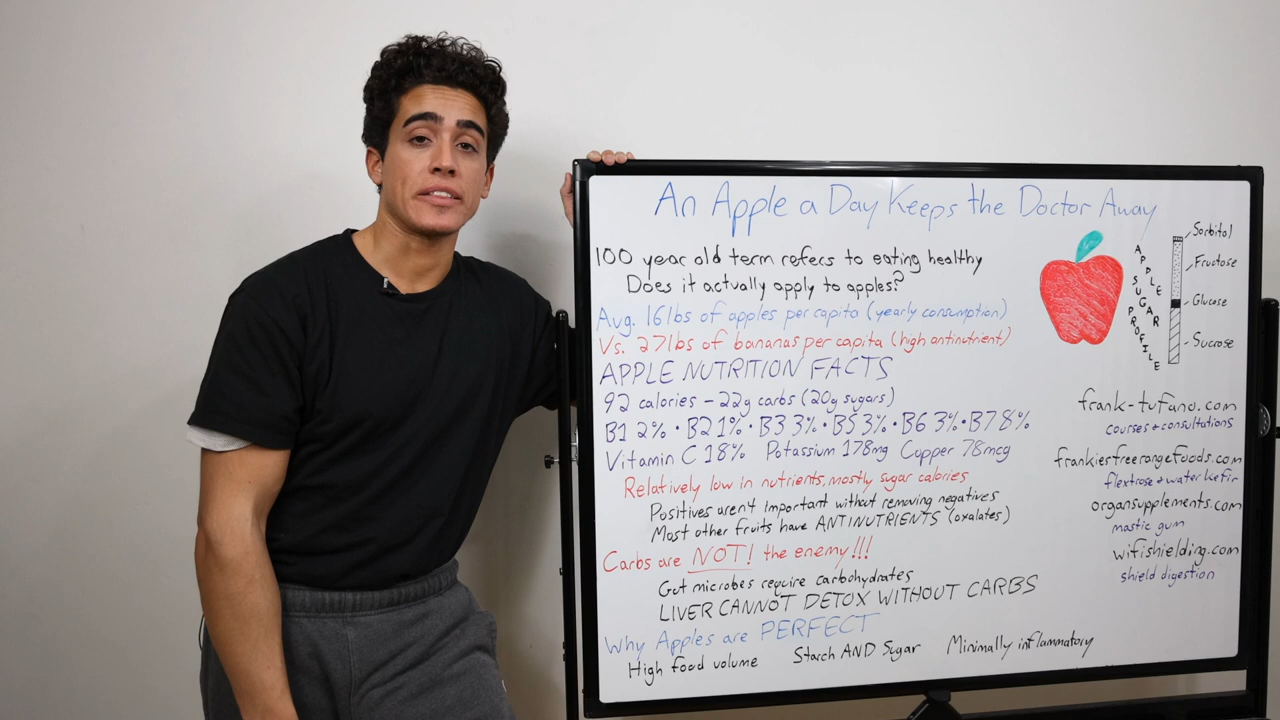 An Apple a Day Keeps the Doctor Away
100 year old term refers to eating healthy
Does it actually apply to apples?
Avg. 16lbs of apples per capita (yearly consumption)
Vs. 27lbs of bananas per capita (high antinutrient)
APPLE NUTRITION FACTS
92 calories - 22g carbs (20g sugars)
B1 2% · B2 1% · B3 3% · B5 3% · B6 3% · B7 8%
Vitamin C 18% Potassium 178mg Copper 78mcg
Relatively low in nutrients, mostly sugar calories
Positives aren't important without removing negatives
Most other fruits have ANTINUTRIENTS (oxalates)
Carbs are NOT! the enemy!!!
Gut microbes require carbohydrates
LIVER CANNOT DETOX WITHOUT CARBS
Why Apples are PERFECT
High food volume Starch AND Sugar Minimally inflammatory
APPLE SUGAR PROFILE
Sorbitol
Fructose
Glucose
Sucrose
frank-tufano.com
courses + consultations
frankiesfreerangefoods.com
flextrose + water kefir
organsupplements.com
mastic gum
wifishielding.com
shield digestion